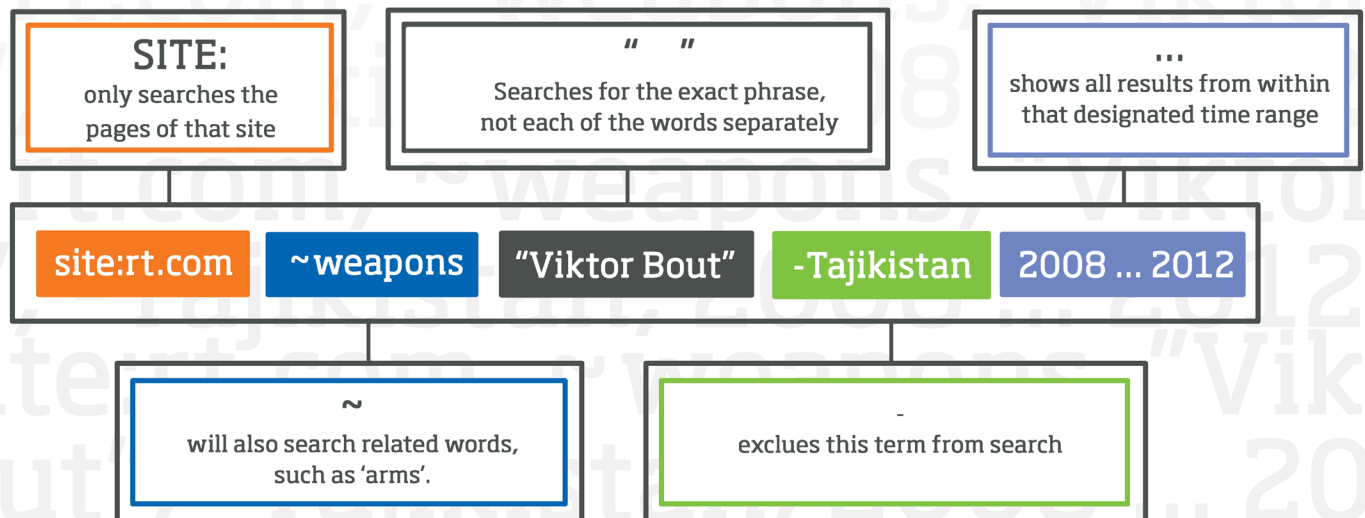 SITE:
only searches the
pages of that site
“ ”
Searches for the exact phrase,
not each of the words separately
...
shows all results from within
that designated time range
site:rt.com ~weapons “Viktor Bout” -Tajikistan 2008 ... 2012
~
will also search related words,
such as ‘arms’.
-
exclues this term from search